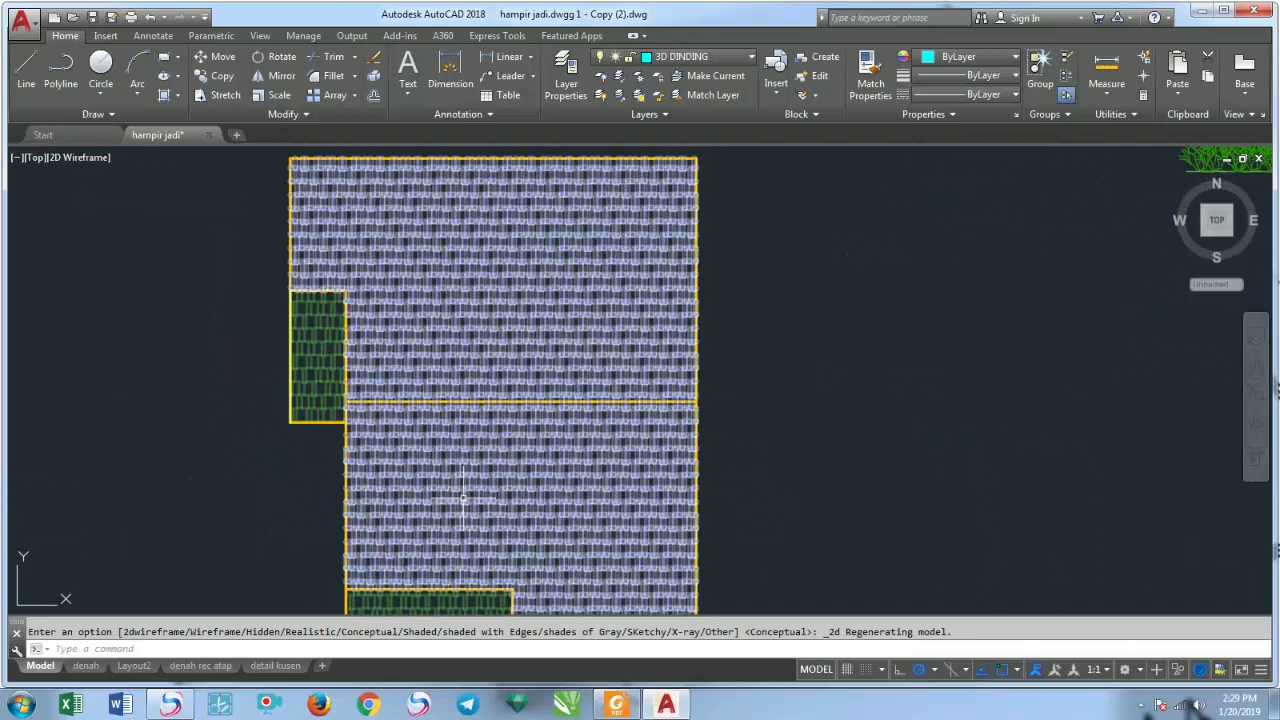 Autodesk AutoCAD 2018 hampir jadi.dwgg 1 - Copy (2).dwg
Type a keyword or phrase
Sign In
Home Insert Annotate Parametric View Manage Output Add-ins A360 Express Tools Featured Apps
Line Polyline Circle Arc
Move Rotate Trim
Copy Mirror Fillet
Stretch Scale Array
Text Dimension
Linear
Leader
Table
Layer Properties
3D DINDING
Make Current
Match Layer
Insert
Create
Edit
Match Properties
ByLayer
ByLayer
ByLayer
Group
Measure
Paste
Base
Draw Modify Annotation Layers Block Properties Groups Utilities Clipboard View
Start hampir jadi*
[−][Top][2D Wireframe]
N
W TOP E
S
Unnamed
Y
X
Enter an option [2dwireframe/Wireframe/Hidden/Realistic/Conceptual/Shaded/shaded with Edges/shades of Gray/SKetchy/X-ray/Other] <Conceptual>: _2d Regenerating model.
Type a command
Model denah Layout2 denah rec atap detail kusen
MODEL 1:1
PDF
2:29 PM
1/20/2019